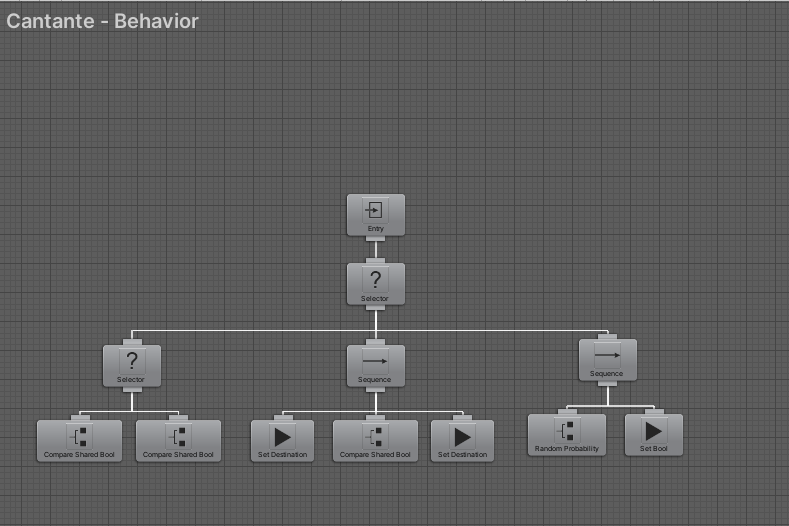 Cantante - Behavior
Entry
?
Selector
?
Selector
Sequence
Sequence
Compare Shared Bool
Compare Shared Bool
Set Destination
Compare Shared Bool
Set Destination
Random Probability
Set Bool